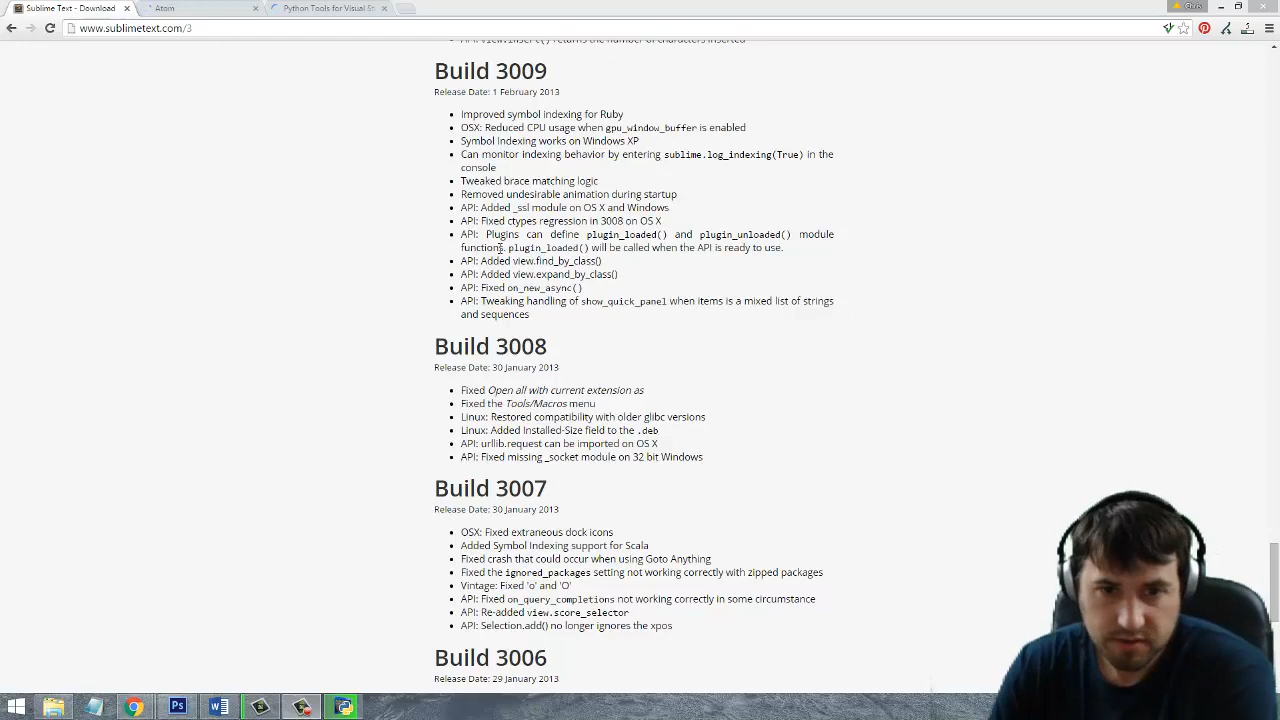 Sublime Text - Download
Atom
Python Tools for Visual St
Chris
www.sublimetext.com/3
API: view.insert() returns the number of characters inserted
Build 3009
Release Date: 1 February 2013
Improved symbol indexing for Ruby
OSX: Reduced CPU usage when gpu_window_buffer is enabled
Symbol Indexing works on Windows XP
Can monitor indexing behavior by entering sublime.log_indexing(True) in the
console
Tweaked brace matching logic
Removed undesirable animation during startup
API: Added _ssl module on OS X and Windows
API: Fixed ctypes regression in 3008 on OS X
API: Plugins can define plugin_loaded() and plugin_unloaded() module
functions. plugin_loaded() will be called when the API is ready to use.
API: Added view.find_by_class()
API: Added view.expand_by_class()
API: Fixed on_new_async()
API: Tweaking handling of show_quick_panel when items is a mixed list of strings
and sequences
Build 3008
Release Date: 30 January 2013
Fixed Open all with current extension as
Fixed the Tools/Macros menu
Linux: Restored compatibility with older glibc versions
Linux: Added Installed-Size field to the .deb
API: urllib.request can be imported on OS X
API: Fixed missing _socket module on 32 bit Windows
Build 3007
Release Date: 30 January 2013
OSX: Fixed extraneous dock icons
Added Symbol Indexing support for Scala
Fixed crash that could occur when using Goto Anything
Fixed the ignored_packages setting not working correctly with zipped packages
Vintage: Fixed 'o' and 'O'
API: Fixed on_query_completions not working correctly in some circumstance
API: Re-added view.score_selector
API: Selection.add() no longer ignores the xpos
Build 3006
Release Date: 29 January 2013